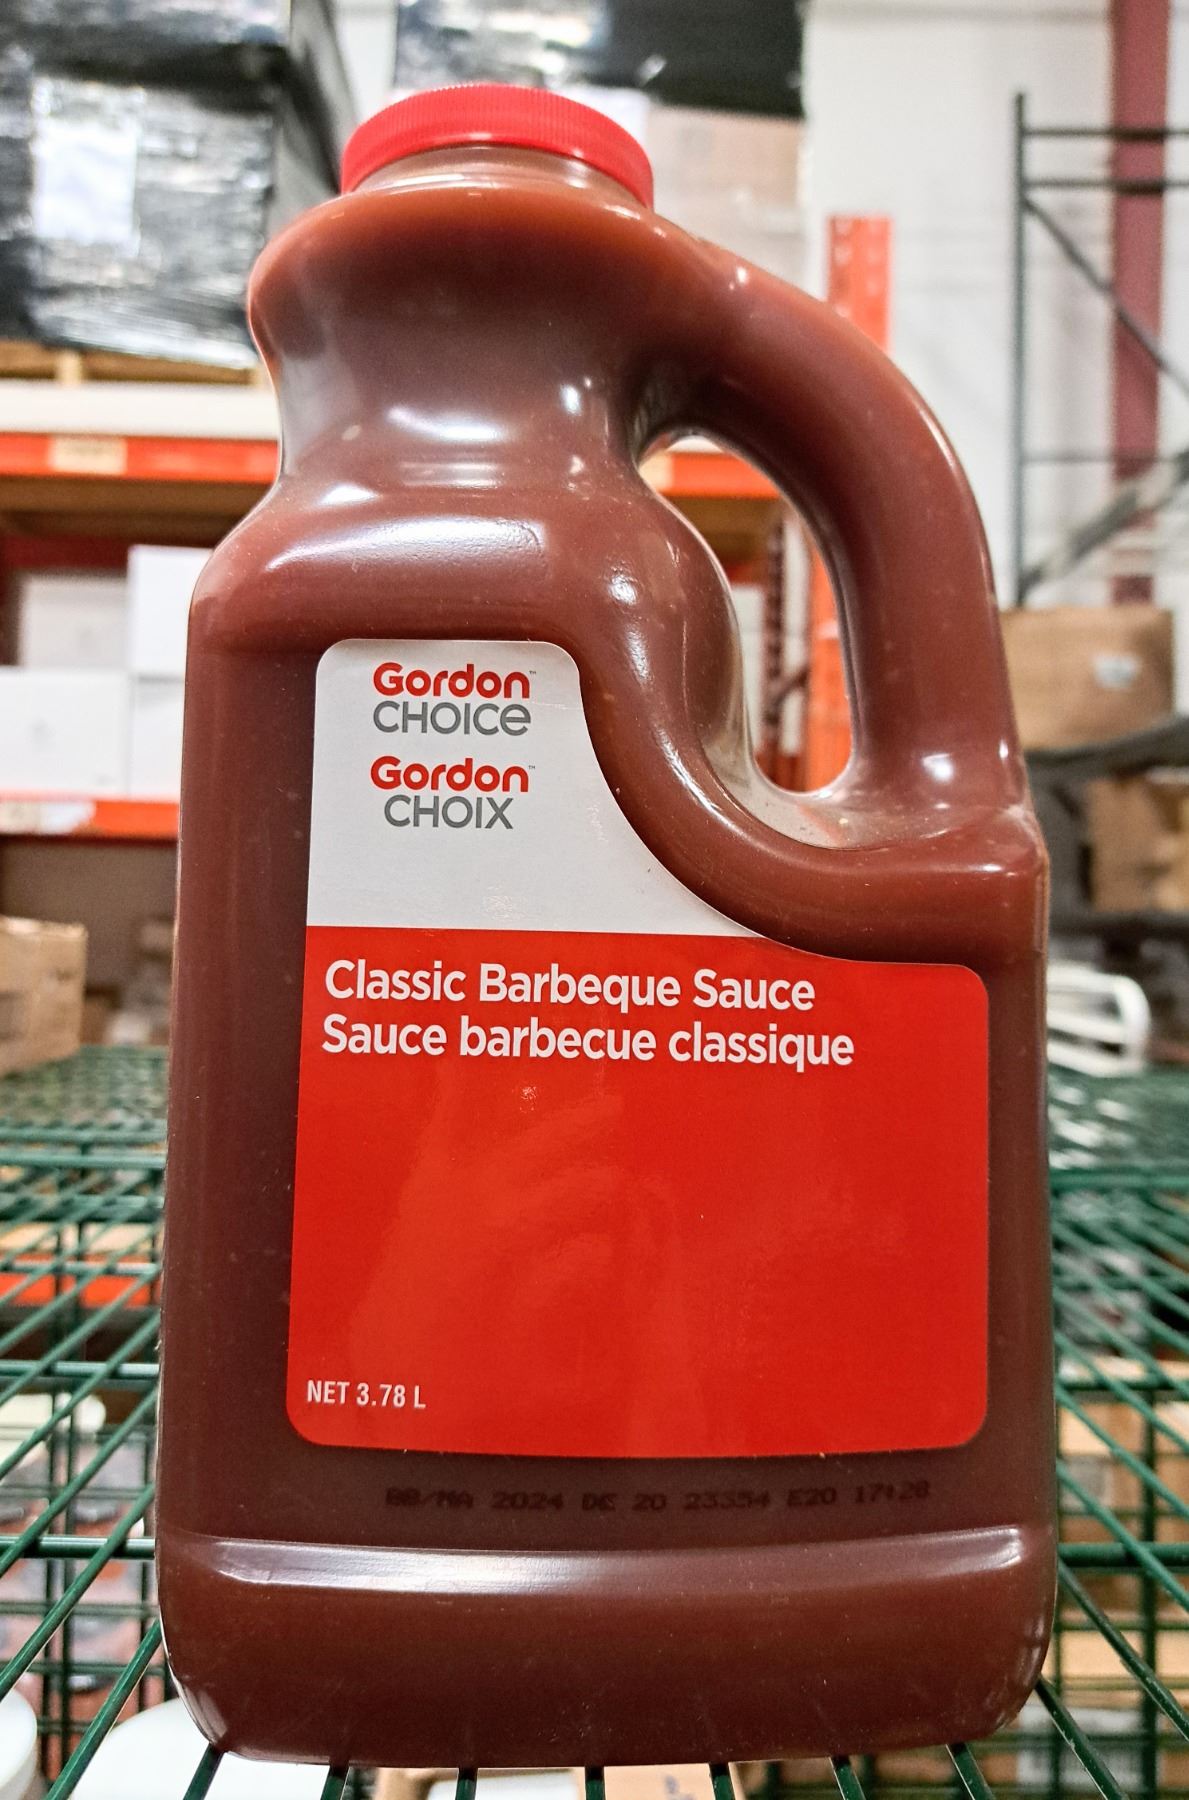 Gordon™
CHOICE
Gordon™
CHOIX
Classic Barbeque Sauce
Sauce barbecue classique
NET 3.78 L
BB/MA 2024 DE 20 23354 E20 17:28